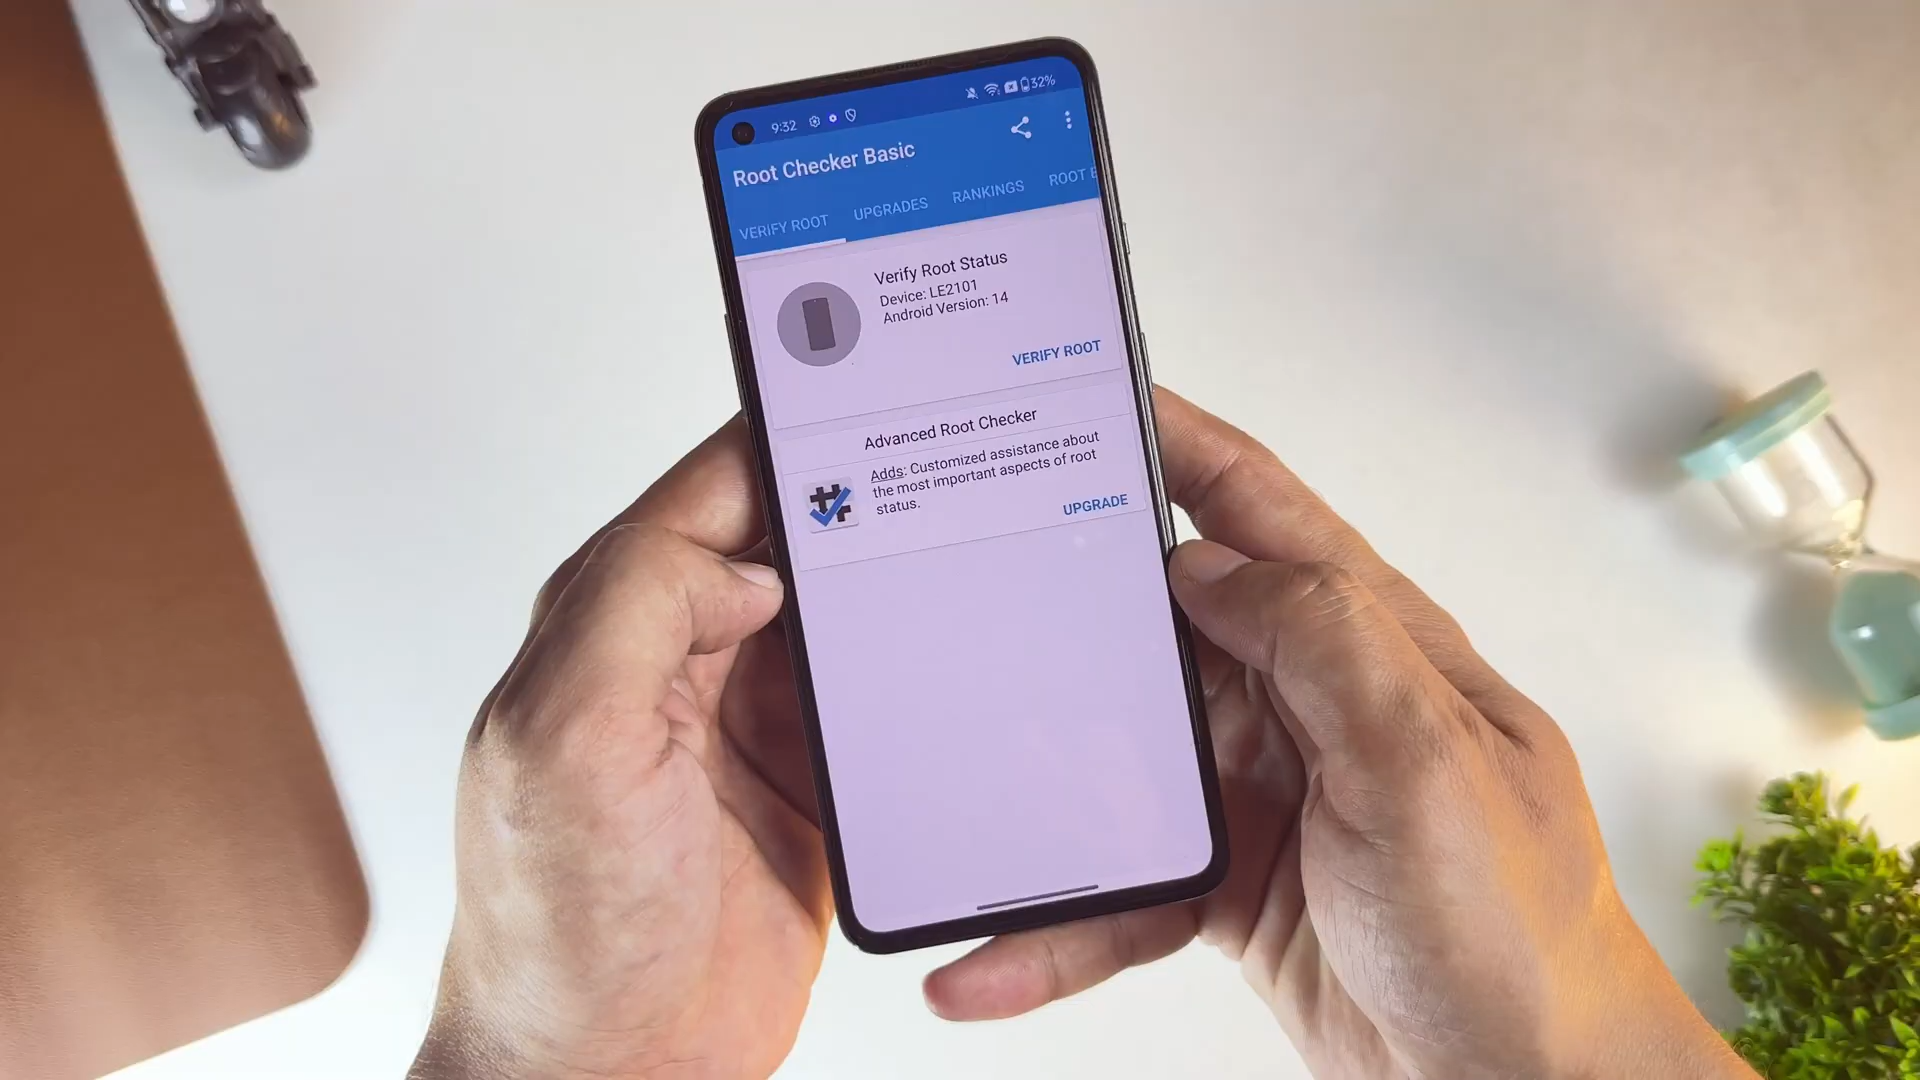 9:32
32%
Root Checker Basic
VERIFY ROOT
UPGRADES
RANKINGS
ROOT
Verify Root Status
Device: LE2101
Android Version: 14
VERIFY ROOT
Advanced Root Checker
Adds: Customized assistance about
the most important aspects of root
status.
UPGRADE